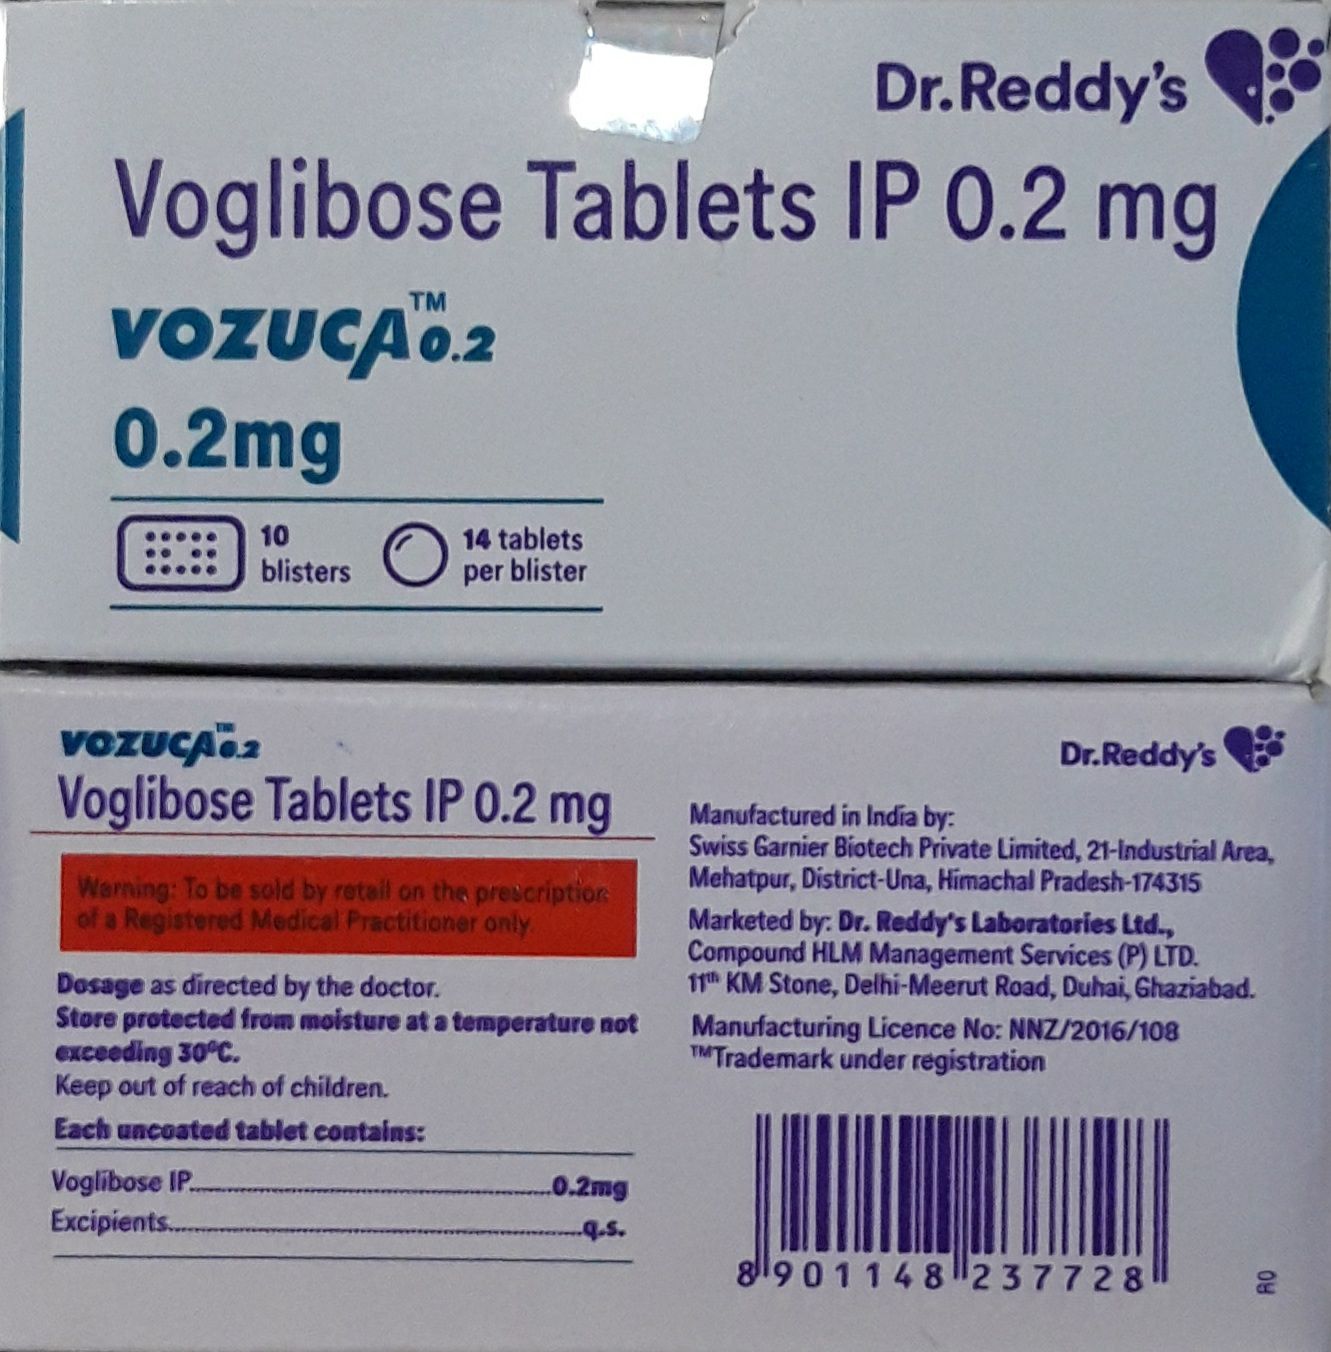 Dr.Reddy's
Voglibose Tablets IP 0.2 mg
VOZUCA™ 0.2
0.2mg
10 blisters
14 tablets per blister
VOZUCA™ 0.2
Voglibose Tablets IP 0.2 mg
Warning: To be sold by retail on the prescription
of a Registered Medical Practitioner only.
Dosage as directed by the doctor.
Store protected from moisture at a temperature not
exceeding 30°C.
Keep out of reach of children.
Each uncoated tablet contains:
Voglibose IP..............................0.2mg
Excipients..............................q.s.
Dr.Reddy's
Manufactured in India by:
Swiss Garnier Biotech Private Limited, 21-Industrial Area,
Mehatpur, District-Una, Himachal Pradesh-174315
Marketed by: Dr. Reddy's Laboratories Ltd.,
Compound HLM Management Services (P) LTD.
11th KM Stone, Delhi-Meerut Road, Duhai, Ghaziabad.
Manufacturing Licence No: NNZ/2016/108
™Trademark under registration
8 901148 237728
R0